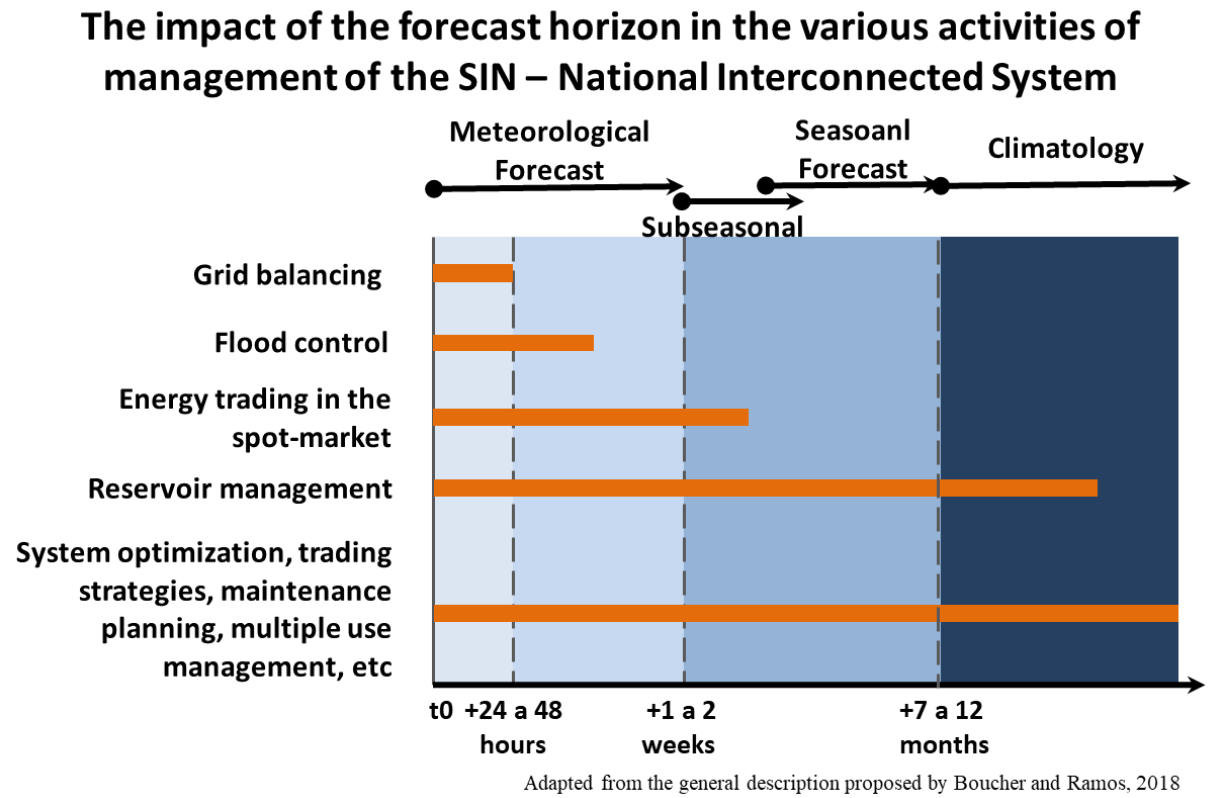 The impact of the forecast horizon in the various activities of
management of the SIN – National Interconnected System
Meteorological
Forecast
Seasoanl
Forecast
Climatology
Subseasonal
Grid balancing
Flood control
Energy trading in the
spot-market
Reservoir management
System optimization, trading
strategies, maintenance
planning, multiple use
management, etc
t0
+24 a 48
hours
+1 a 2
weeks
+7 a 12
months
Adapted from the general description proposed by Boucher and Ramos, 2018